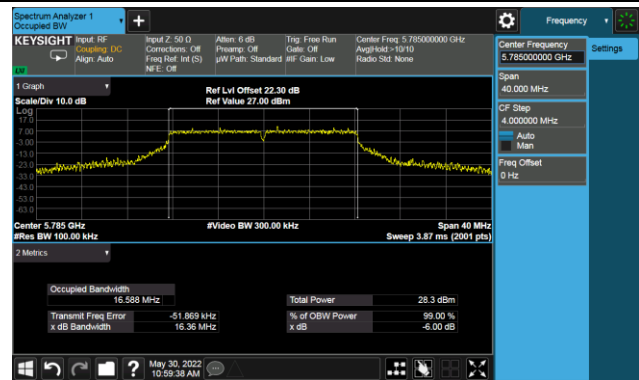 Spectrum Analyzer 1
Occupied BW
+
Frequency
KEYSIGHT
Input: RF
Coupling: DC
Align: Auto
Input Z: 50 Ω
Corrections: Off
Freq Ref: Int (S)
NFE: Off
Atten: 6 dB
Preamp: Off
µW Path: Standard
Trig: Free Run
Gate: Off
#IF Gain: Low
Center Freq: 5.785000000 GHz
Avg|Hold:>10/10
Radio Std: None
LW
Center Frequency
5.785000000 GHz
Settings
Span
40.000 MHz
CF Step
4.000000 MHz
Auto
Man
Freq Offset
0 Hz
1 Graph
Scale/Div 10.0 dB
Ref Lvl Offset 22.30 dB
Ref Value 27.00 dBm
Log
17.0
7.00
-3.00
-13.0
-23.0
-33.0
-43.0
-53.0
-63.0
Center 5.785 GHz
#Res BW 100.00 kHz
#Video BW 300.00 kHz
Span 40 MHz
Sweep 3.87 ms (2001 pts)
2 Metrics
Occupied Bandwidth
16.588 MHz
Total Power 28.3 dBm
Transmit Freq Error -51.869 kHz
% of OBW Power 99.00 %
x dB Bandwidth 16.36 MHz
x dB -6.00 dB
?
May 30, 2022
10:59:38 AM